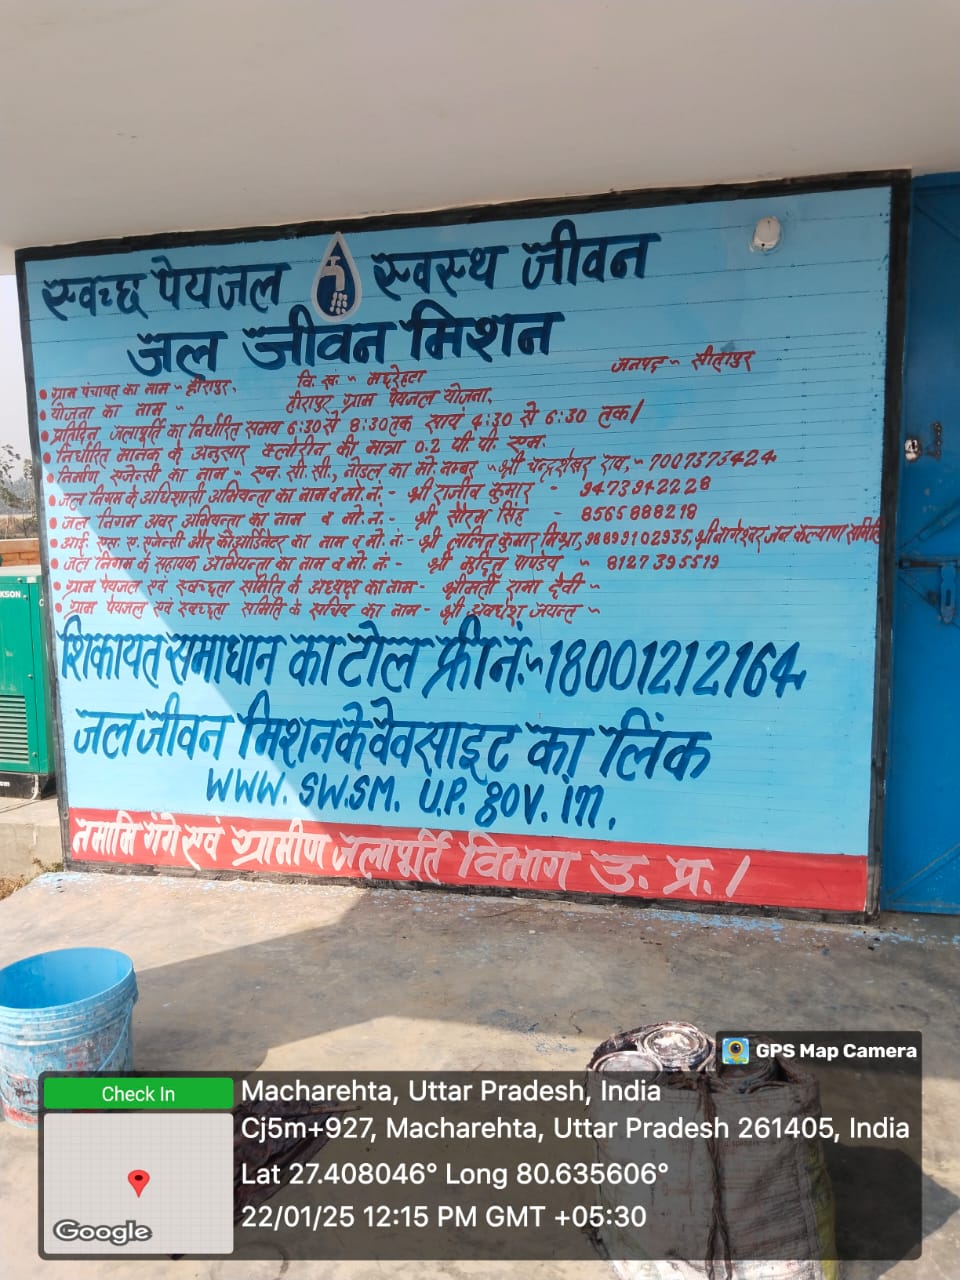 स्वच्छ पेयजल स्वस्थ जीवन
जल जीवन मिशन
ग्राम पंचायत का नाम ~ हीरापुर, वि. खं. ~ मछरेहटा जनपद ~ सीतापुर
योजना का नाम ~ हीरापुर ग्राम पेयजल योजना,
प्रतिदिन जलापूर्ति का निर्धारित समय 6:30 से 8:30 तक सायं 4:30 से 6:30 तक/
निर्धारित मानक के अनुसार क्लोरीन की मात्रा 0.2 पी. पी. एम.
निर्माण एजेन्सी का नाम ~ एन. सी. सी., नोडल का मो. नम्बर ~ श्री चन्द्रशेखर राव, ~ 7007373424
जल निगम के अधिशासी अभियन्ता का नाम व मो. नं. - श्री राजीव कुमार - 9473942228
जल निगम अवर अभियन्ता का नाम व मो. नं. - श्री सौरभ सिंह - 8565888218
आई. एस. ए. एजेन्सी और कोआर्डिनेटर का नाम व मो. नं. - श्री ललित कुमार मिश्रा, 9889910 2935, श्री नागेश्वर जन कल्याण समिति
जल निगम के सहायक अभियन्ता का नाम व मो. नं. - श्री पाण्डेय ~ 8127395519
ग्राम पेयजल एवं स्वच्छता समिति के अध्यक्ष का नाम - श्रीमती रामा देवी ~
ग्राम पेयजल एवं स्वच्छता समिति के सचिव का नाम - श्री अवधेश जयन्त ~
शिकायत समाधान का टोल फ्री नं. ~ 18001212164
जल जीवन मिशन के वेवसाइट का लिंक
WWW. SWSM. U.P. gov. in.
नमामि गंगे एवं ग्रामीण जलापूर्ति विभाग उ. प्र. /
KSON
GPS Map Camera
Check In
Macharehta, Uttar Pradesh, India
Cj5m+927, Macharehta, Uttar Pradesh 261405, India
Lat 27.408046° Long 80.635606°
22/01/25 12:15 PM GMT +05:30
Google